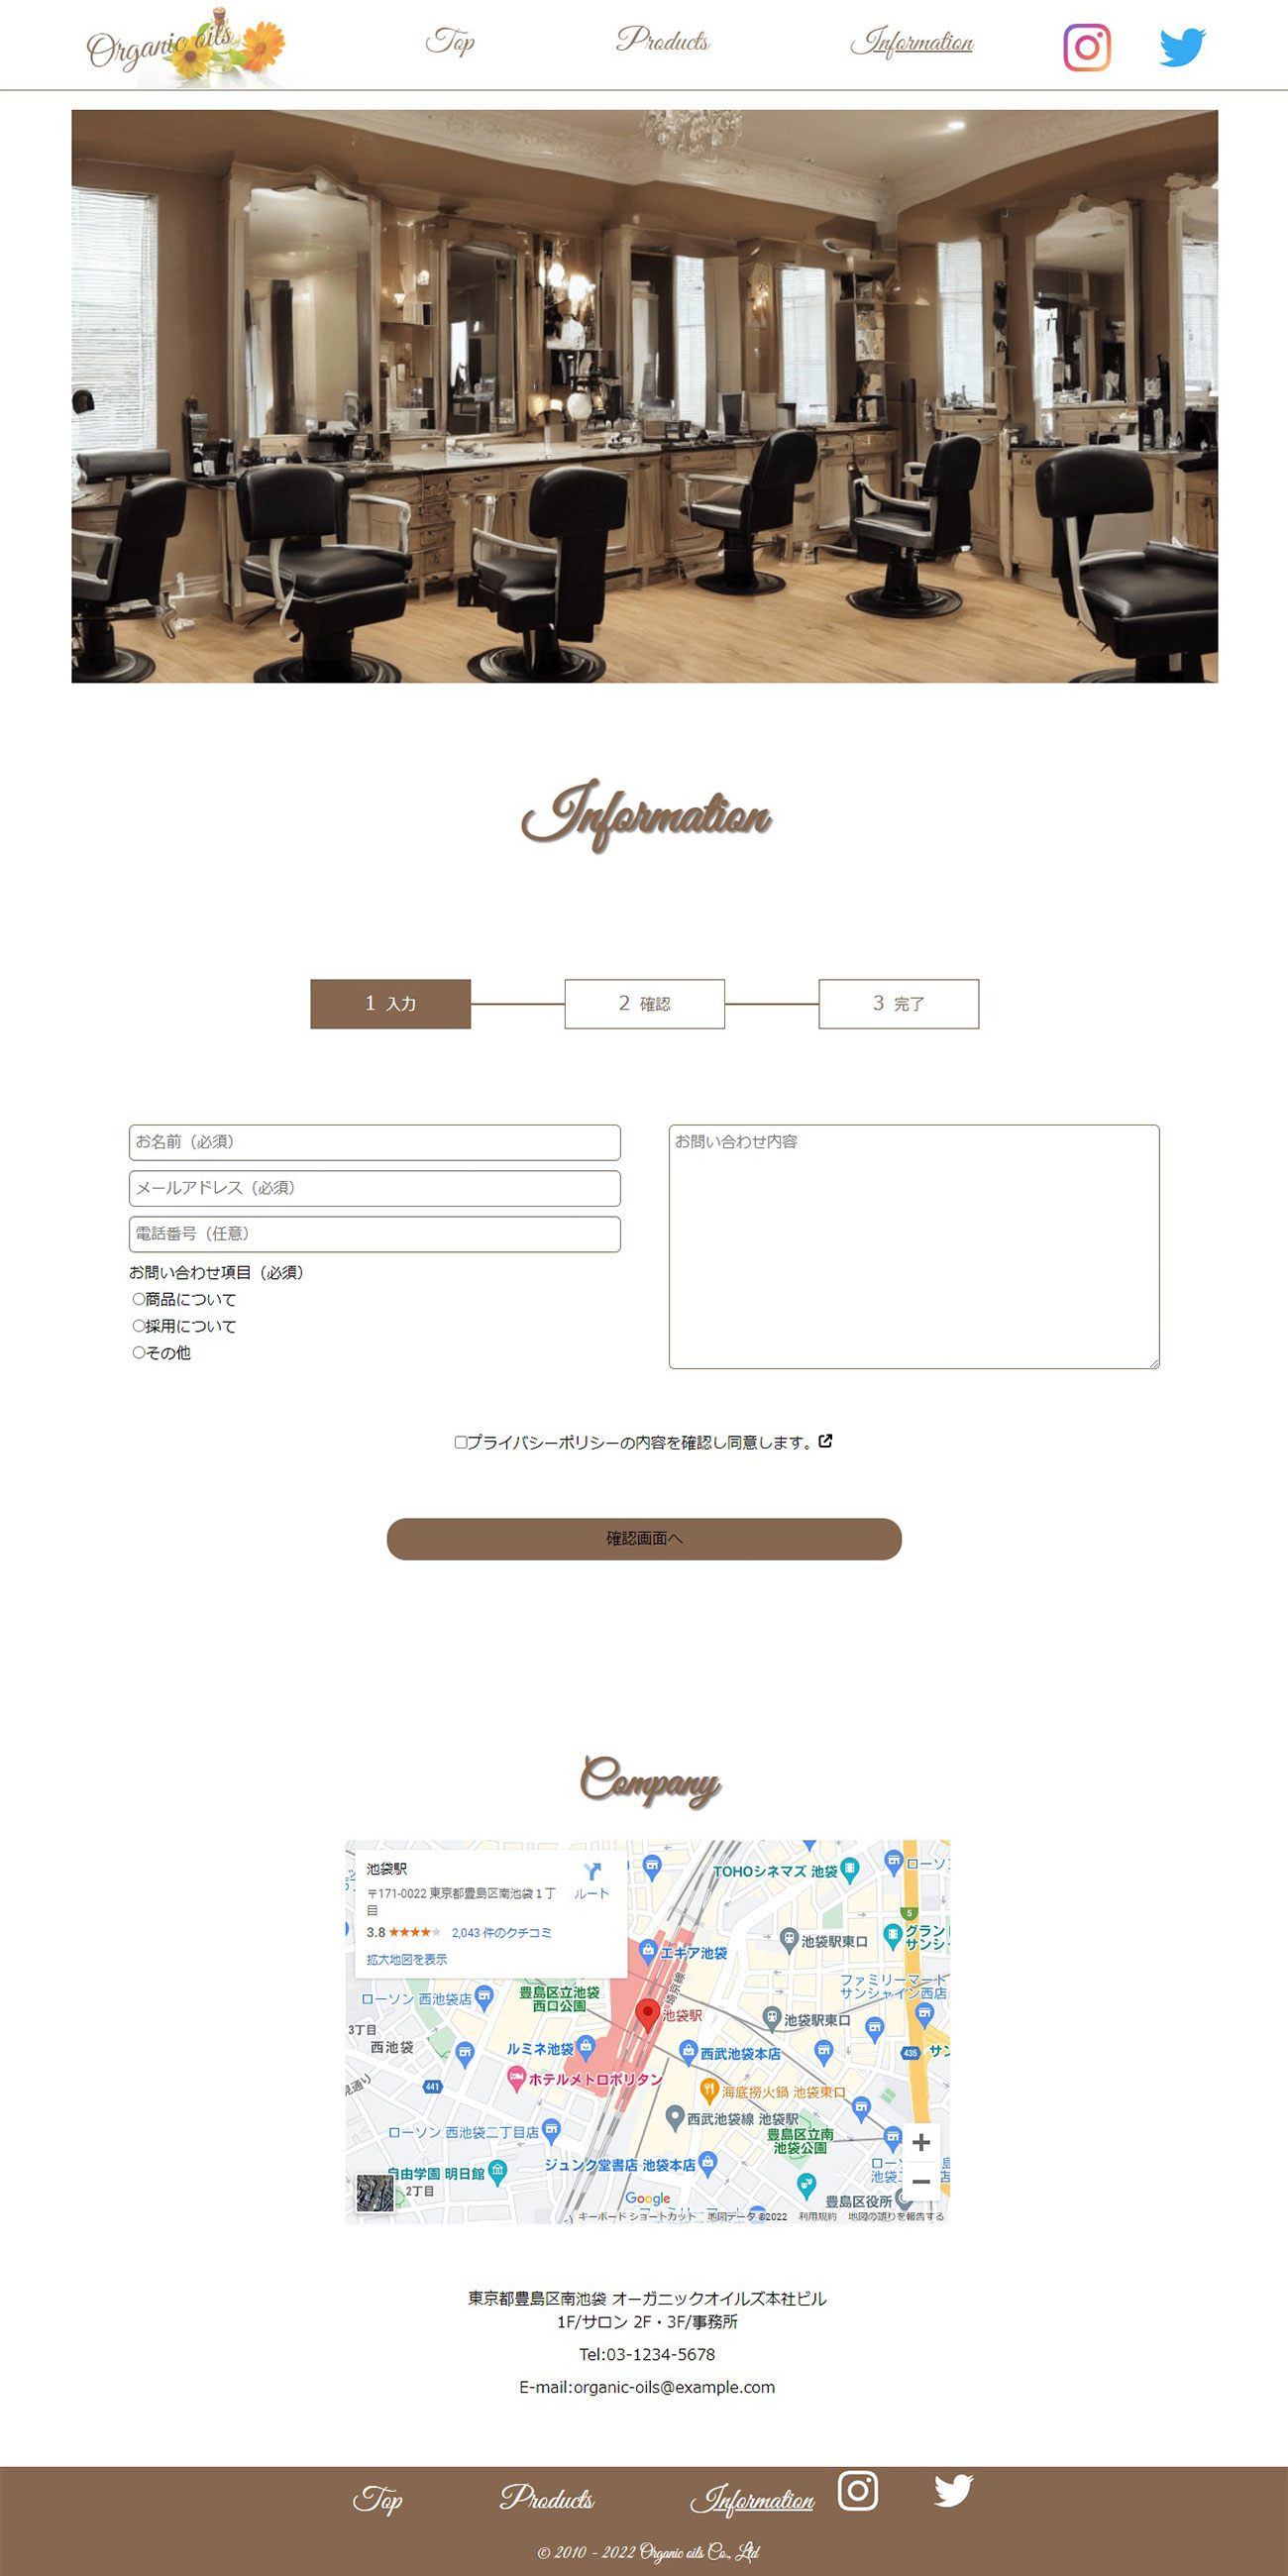 Organic oils
Top
Products
Information
Information
1 入力
2 確認
3 完了
お名前（必須）
メールアドレス（必須）
電話番号（任意）
お問い合わせ項目（必須）
商品について
採用について
その他
お問い合わせ内容
プライバシーポリシーの内容を確認し同意します。
確認画面へ
Company
池袋駅
〒171-0022 東京都豊島区南池袋１丁
目
ルート
3.8 ★★★★★ 2,043 件のクチコミ
拡大地図を表示
TOHOシネマズ 池袋
ローソ
5
グラン
サンシ
池袋駅東口
エキア池袋
ファミリーマート
サンシャイン西店
ローソン 西池袋店
豊島区立池袋
西口公園
埼京線
池袋駅
池袋駅東口
3丁目
西池袋
ルミネ池袋
西武池袋本店
435
サン
441
ホテルメトロポリタン
海底撈火鍋 池袋東口
西武池袋線 池袋駅
ローソン 西池袋二丁目店
豊島区立南
池袋公園
ジュンク堂書店 池袋本店
自由学園 明日館
2丁目
豊島区役所
Google
キーボード ショートカット 地図データ ©2022 利用規約 地図の誤りを報告する
東京都豊島区南池袋 オーガニックオイルズ本社ビル
1F/サロン 2F・3F/事務所
Tel:03-1234-5678
E-mail:organic-oils@example.com
Top
Products
Information
© 2010 - 2022 Organic oils Co., Ltd